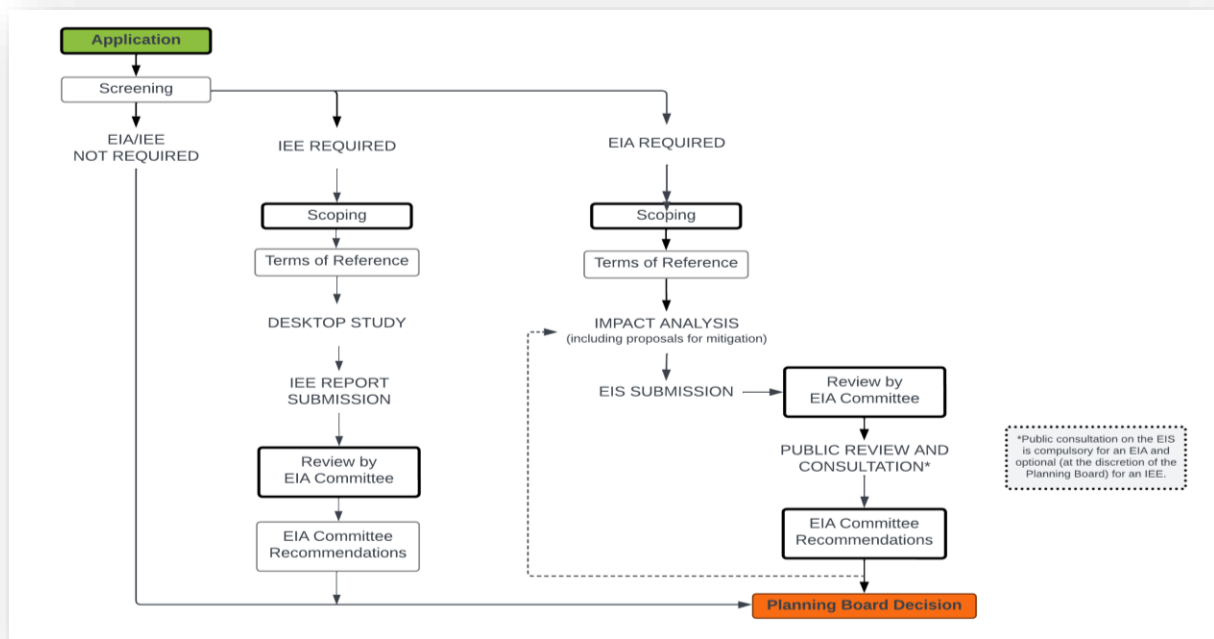 Application
Screening
EIA/IEE
NOT REQUIRED
IEE REQUIRED
EIA REQUIRED
Scoping
Scoping
Terms of Reference
Terms of Reference
DESKTOP STUDY
IMPACT ANALYSIS
(including proposals for mitigation)
IEE REPORT
SUBMISSION
EIS SUBMISSION
Review by
EIA Committee
PUBLIC REVIEW AND
CONSULTATION*
*Public consultation on the EIS
is compulsory for an EIA and
optional (at the discretion of the
Planning Board) for an IEE.
Review by
EIA Committee
EIA Committee
Recommendations
EIA Committee
Recommendations
Planning Board Decision